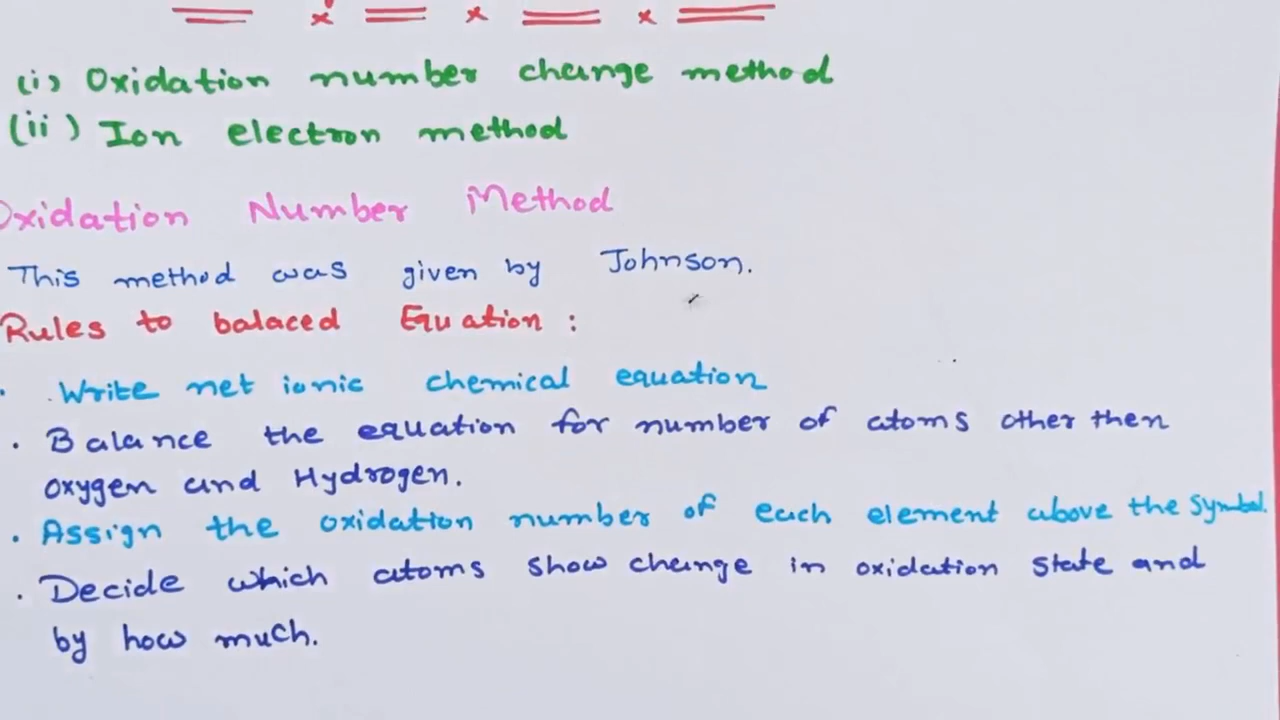 (i) Oxidation number change method
(ii) Ion electron method
Oxidation Number Method
This method was given by Johnson.
Rules to balaced Equation :
. Write net ionic chemical equation
. Balance the equation for number of atoms other then
oxygen and Hydrogen.
. Assign the oxidation number of each element above the Symbol.
. Decide which atoms show change in oxidation state and
by how much.